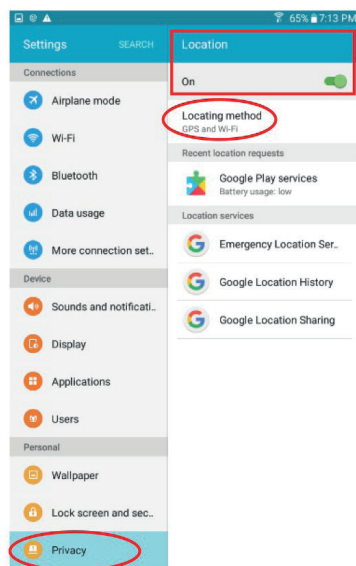 65% 7:13 PM
Settings SEARCH
Connections
Airplane mode
Wi-Fi
Bluetooth
Data usage
More connection set..
Device
Sounds and notificati..
Display
Applications
Users
Personal
Wallpaper
Lock screen and sec..
Privacy
Location
On
Locating method
GPS and Wi-Fi
Recent location requests
Google Play services
Battery usage: low
Location services
Emergency Location Ser..
Google Location History
Google Location Sharing